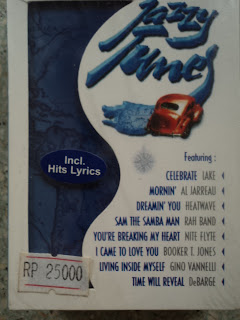 Jazzy
Tunes
Incl.
Hits Lyrics
Featuring :
CELEBRATE LAKE
MORNIN' AL JARREAU
DREAMIN' YOU HEATWAVE
SAM THE SAMBA MAN RAH BAND
YOU'RE BREAKING MY HEART NITE FLYTE
I CAME TO LOVE YOU BOOKER T. JONES
LIVING INSIDE MYSELF GINO VANNELLI
TIME WILL REVEAL DeBARGE
RP 25000